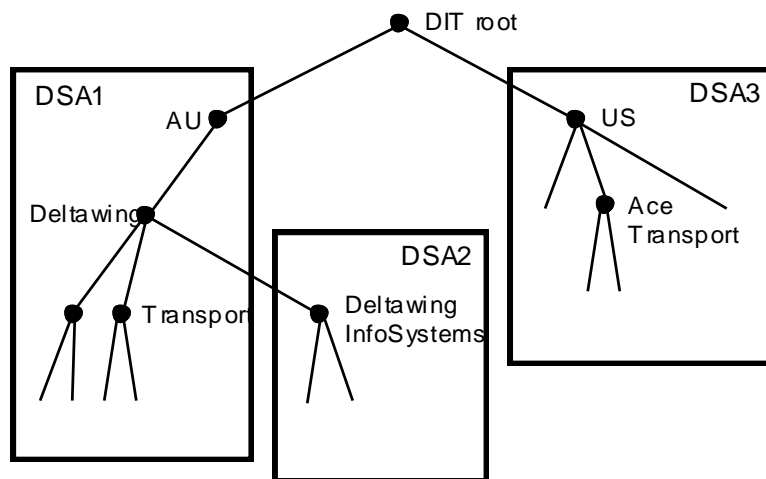 DIT root
DSA1
DSA3
AU
US
Deltawing
Ace
Transport
DSA2
Transport
Deltawing
InfoSystems